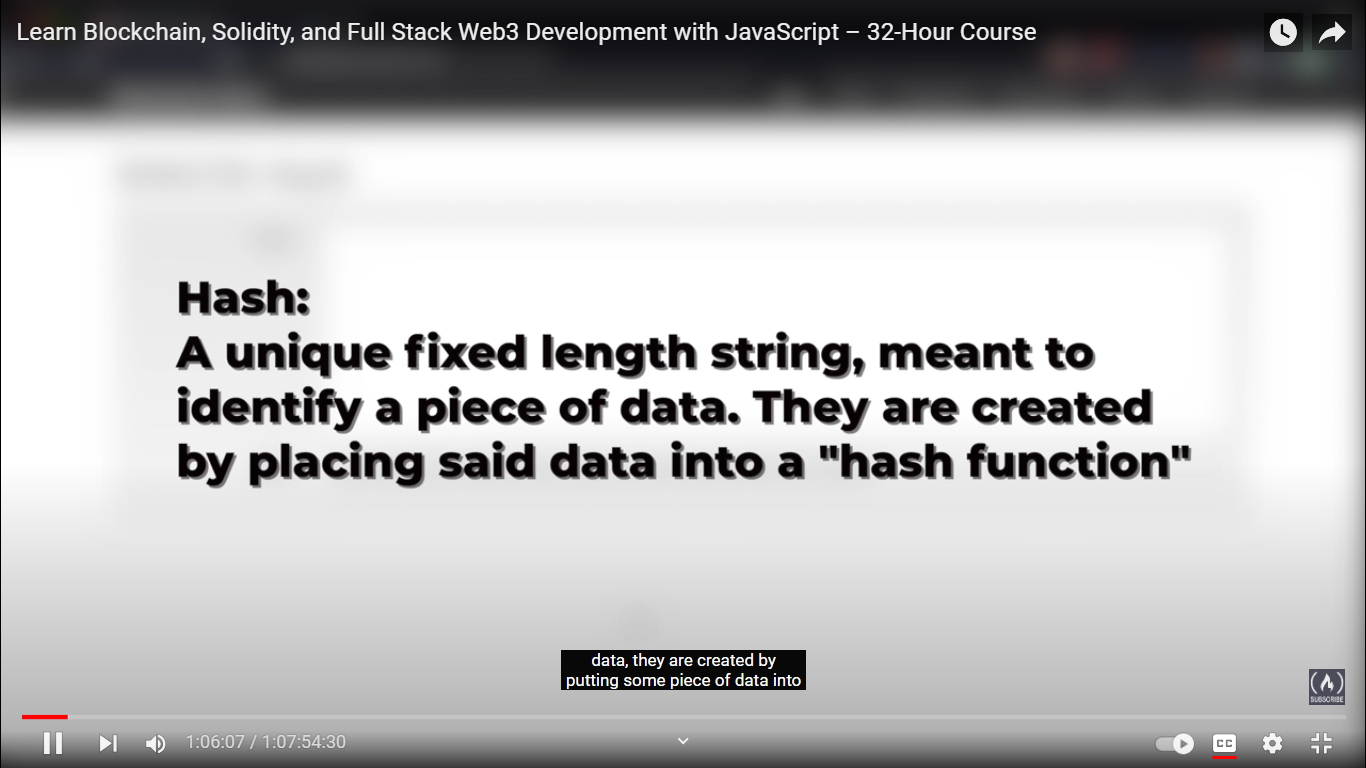 Learn Blockchain, Solidity, and Full Stack Web3 Development with JavaScript – 32-Hour Course
Hash:
A unique fixed length string, meant to
identify a piece of data. They are created
by placing said data into a "hash function"
data, they are created by
putting some piece of data into
SUBSCRIBE
1:06:07 / 1:07:54:30
CC